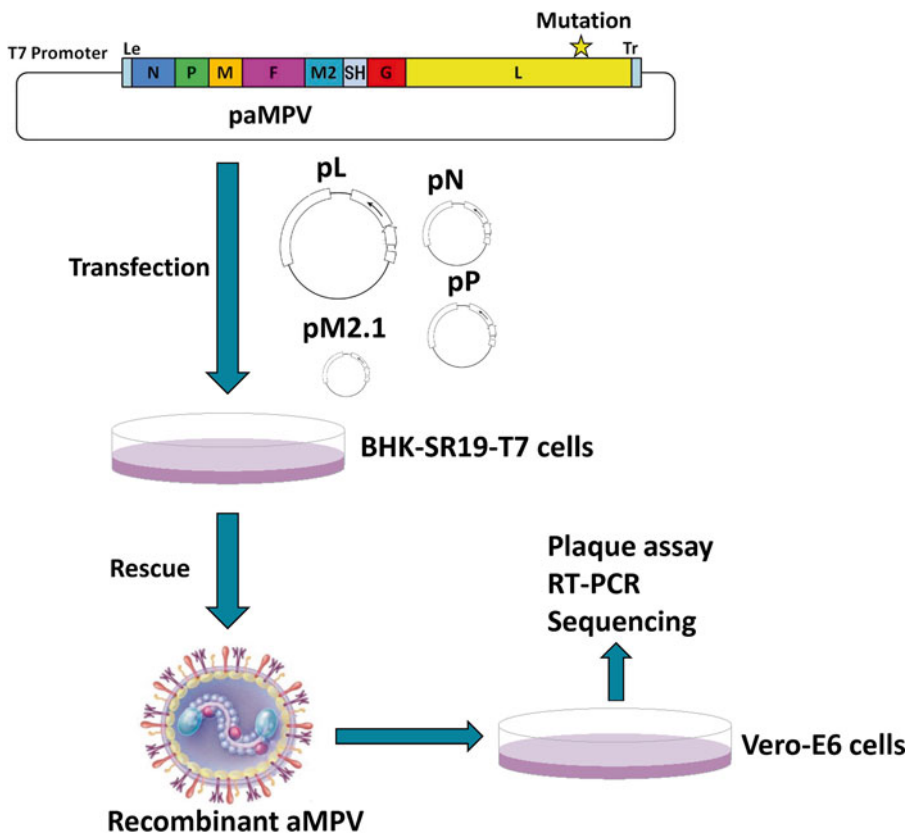 Mutation
T7 Promoter
Le
Tr
N P M F M2 SH G L
paMPV
pL
pN
Transfection
pP
pM2.1
BHK-SR19-T7 cells
Rescue
Plaque assay
RT-PCR
Sequencing
Vero-E6 cells
Recombinant aMPV